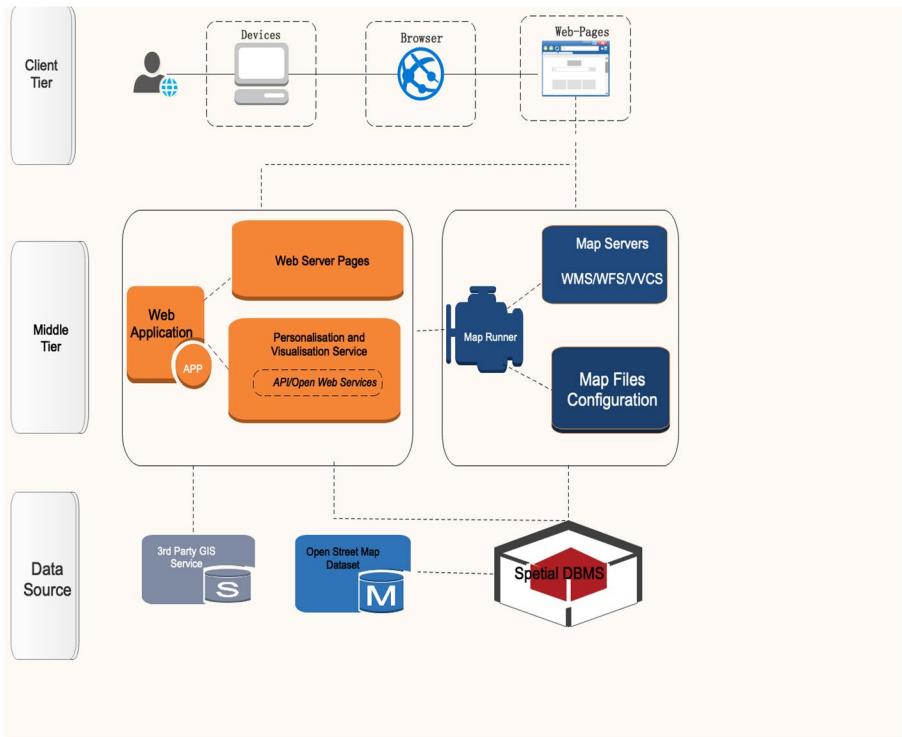 Client
Tier
Devices
Browser
Web-Pages
Middle
Tier
Web
Application
APP
Web Server Pages
Personalisation and
Visualisation Service
API/Open Web Services
Map Runner
Map Servers
WMS/WFS/VVCS
Map Files
Configuration
Data
Source
3rd Party GIS
Service
S
Open Street Map
Dataset
M
Spetial DBMS